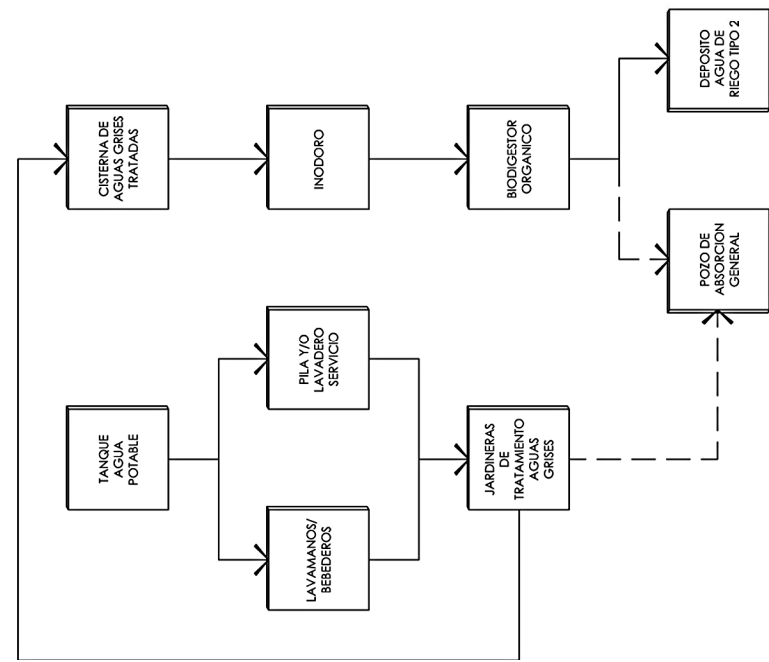 TANQUE
AGUA
POTABLE
LAVAMANOS/
BEBEDEROS
PILA Y/O
LAVADERO
SERVICIO
JARDINERAS
DE
TRATAMIENTO
AGUAS
GRISES
CISTERNA DE
AGUAS GRISES
TRATADAS
INODORO
BIODIGESTOR
ORGANICO
POZO DE
ABSORCION
GENERAL
DEPOSITO
AGUA DE
RIEGO TIPO 2